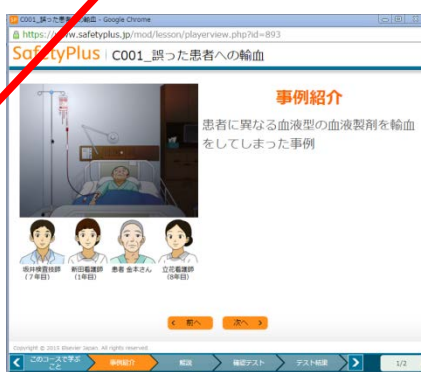 C001_誤った患者への輸血 - Google Chrome
https://www.safetyplus.jp/mod/lesson/playerview.php?id=893
SafetyPlus C001_誤った患者への輸血
事例紹介
患者に異なる血液型の血液製剤を輸血
をしてしまった事例
坂井検査技師 新田看護師 患者 金本さん 立花看護師
(7年目) (1年目) (8年目)
前へ 次へ
Copyright © 2015 Elsevier Japan. All rights reserved.
このコースで学ぶ
こと
事例紹介 解説 確認テスト テスト結果 1/2